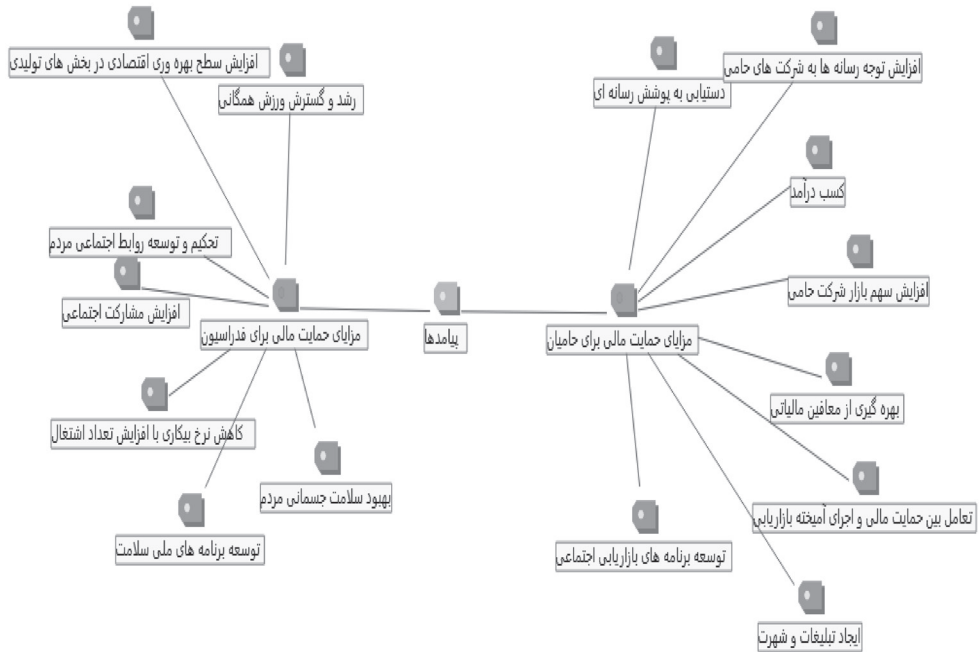 افزایش توجه رسانه ها به شرکت های حامی
دستیابی به پوشش رسانه ای
کسب درآمد
افزایش سهم بازار شرکت حامی
مزایای حمایت مالی برای حامیان
بهره گیری از معافین مالیاتی
تعامل بین حمایت مالی و اجرای آمیخته بازاریابی
توسعه برنامه های بازاریابی اجتماعی
ایجاد تبلیغات و شهرت
پیامدها
افزایش سطح بهره وری اقتصادی در بخش های تولیدی
رشد و گسترش ورزش همگانی
تحکیم و توسعه روابط اجتماعی مردم
افزایش مشارکت اجتماعی
مزایای حمایت مالی برای فدراسیون
کاهش نرخ بیکاری با افزایش تعداد اشتغال
بهبود سلامت جسمانی مردم
توسعه برنامه های ملی سلامت